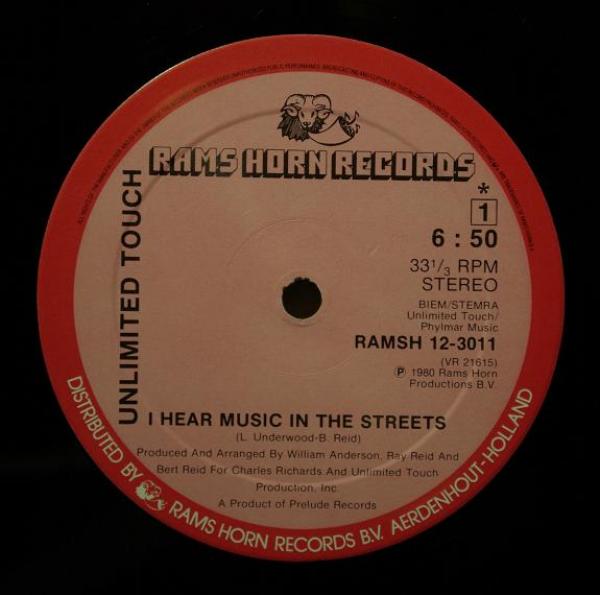 RAMS HORN RECORDS
*
1
6 : 50
33 1/3 RPM
STEREO
BIEM/STEMRA
Unlimited Touch/
Phylmar Music
RAMSH 12-3011
(VR 21615)
℗ 1980 Rams Horn
Productions B.V.
UNLIMITED TOUCH
I HEAR MUSIC IN THE STREETS
(L. Underwood-B. Reid)
Produced and Arranged By William Anderson, Ray Reid And
Bert Reid For Charles Richards And Unlimited Touch
Production, Inc.
A Product of Prelude Records
DISTRIBUTED BY RAMS HORN RECORDS B.V. AERDENHOUT-HOLLAND